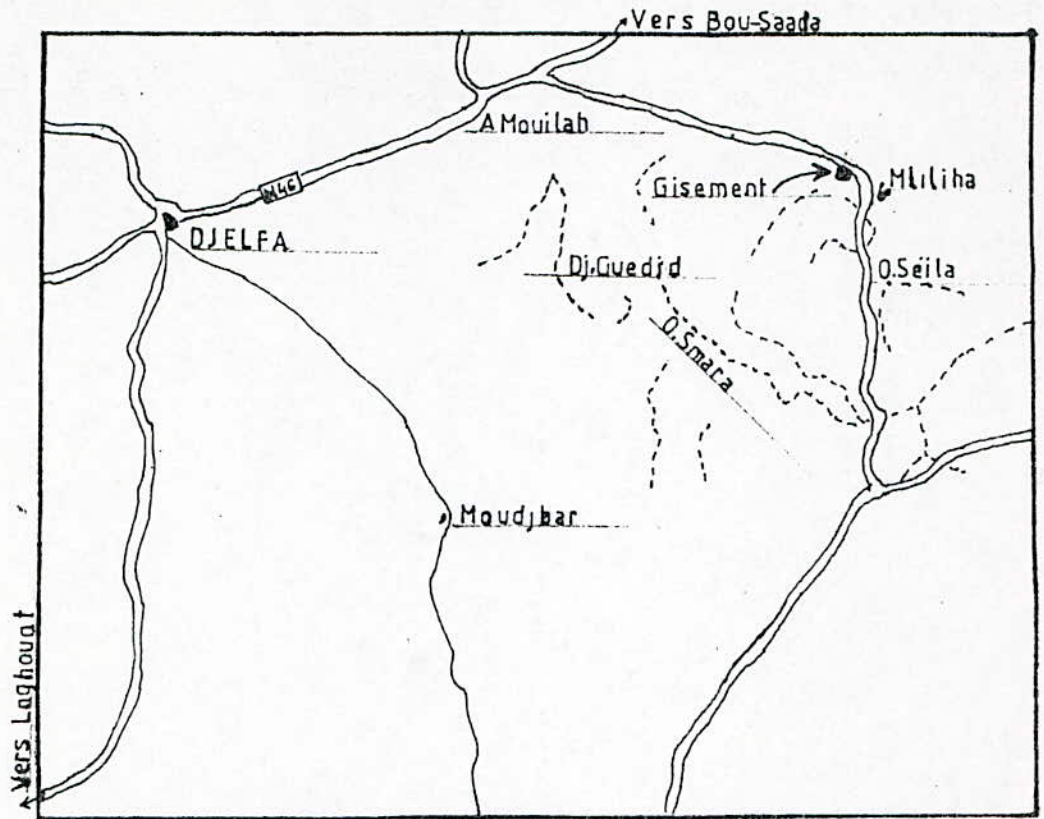 Vers Bou-Saada
A Mouilah
N46
Gisement
Mliliha
DJELFA
Dj.Guedid
O.Seila
O.Smara
Moudjbar
Vers Laghouat